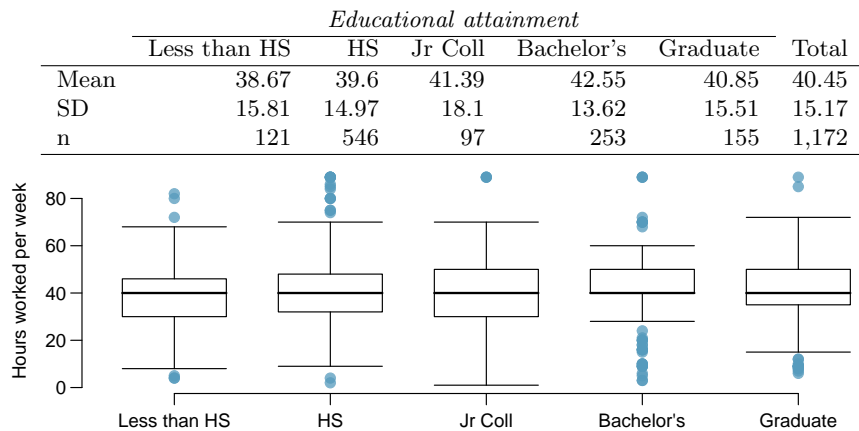 Educational attainment
Less than HS HS Jr Coll Bachelor's Graduate Total
Mean 38.67 39.6 41.39 42.55 40.85 40.45
SD 15.81 14.97 18.1 13.62 15.51 15.17
n 121 546 97 253 155 1,172
Hours worked per week
80
60
40
20
0
Less than HS HS Jr Coll Bachelor's Graduate